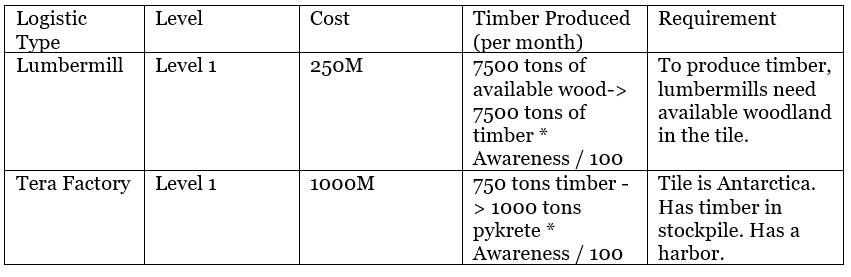 Logistic Type
Level
Cost
Timber Produced (per month)
Requirement
Lumbermill
Level 1
250M
7500 tons of
available wood->
7500 tons of
timber *
Awareness / 100
To produce timber,
lumbermills need
available woodland
in the tile.
Tera Factory
Level 1
1000M
750 tons timber -
> 1000 tons
pykrete *
Awareness / 100
Tile is Antarctica.
Has timber in
stockpile. Has a
harbor.